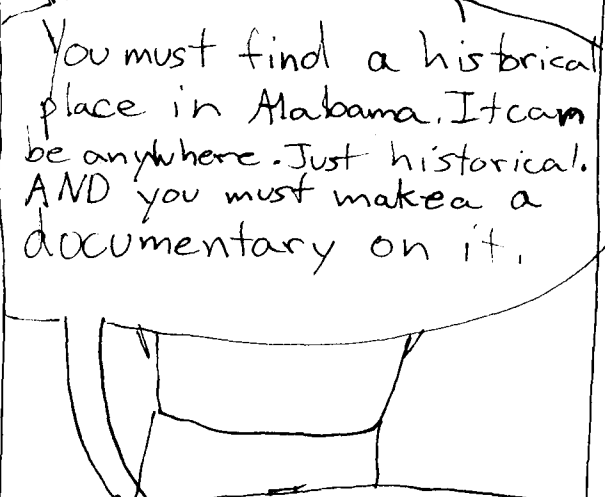 You must find a historical
place in Alabama. It can
be anywhere. Just historical.
AND you must makea a
documentary on it.